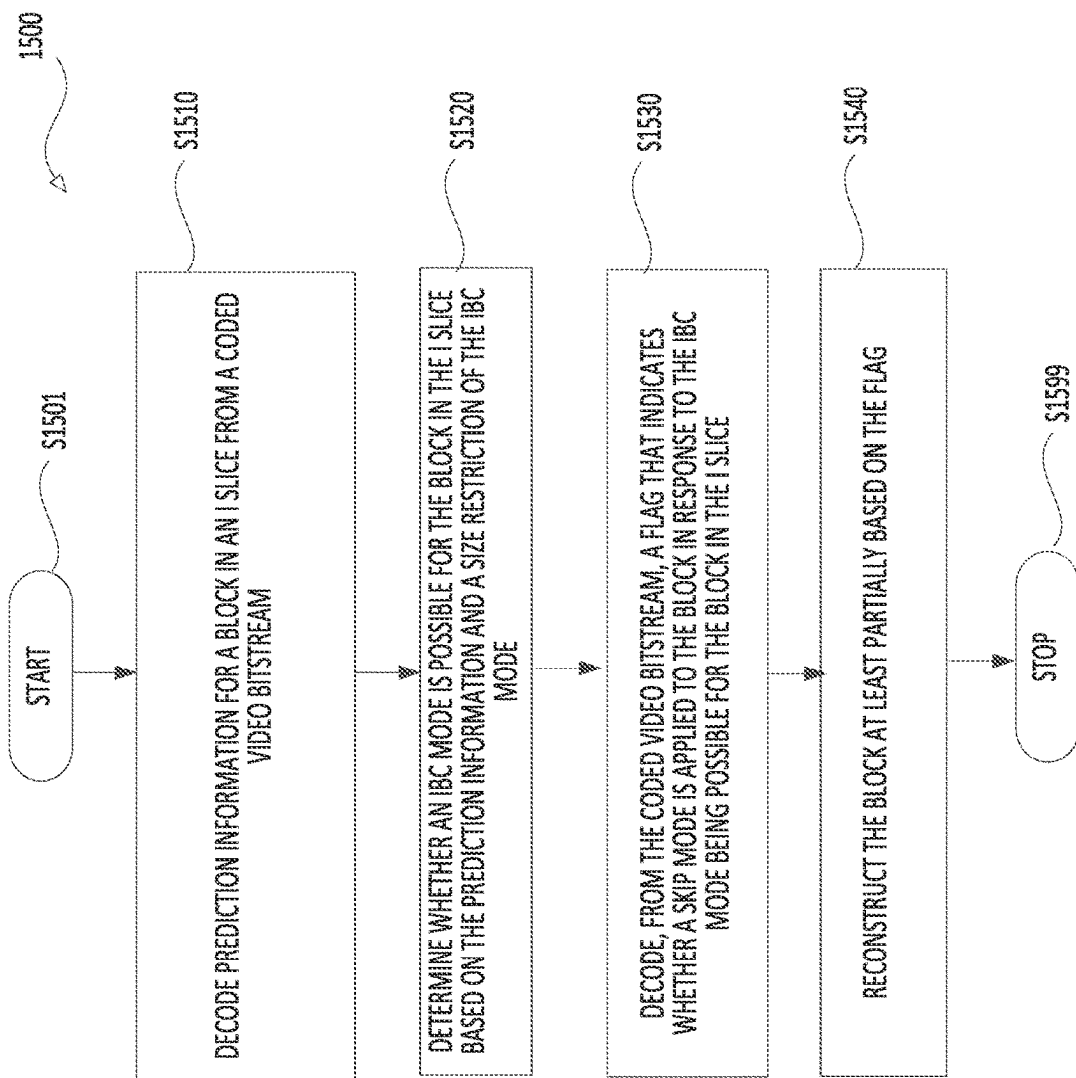 1500
START
S1501
DECODE PREDICTION INFORMATION FOR A BLOCK IN AN I SLICE FROM A CODED
VIDEO BITSTREAM
S1510
DETERMINE WHETHER AN IBC MODE IS POSSIBLE FOR THE BLOCK IN THE I SLICE
BASED ON THE PREDICTION INFORMATION AND A SIZE RESTRICTION OF THE IBC
MODE
S1520
DECODE, FROM THE CODED VIDEO BITSTREAM, A FLAG THAT INDICATES
WHETHER A SKIP MODE IS APPLIED TO THE BLOCK IN RESPONSE TO THE IBC
MODE BEING POSSIBLE FOR THE BLOCK IN THE I SLICE
S1530
RECONSTRUCT THE BLOCK AT LEAST PARTIALLY BASED ON THE FLAG
S1540
STOP
S1599